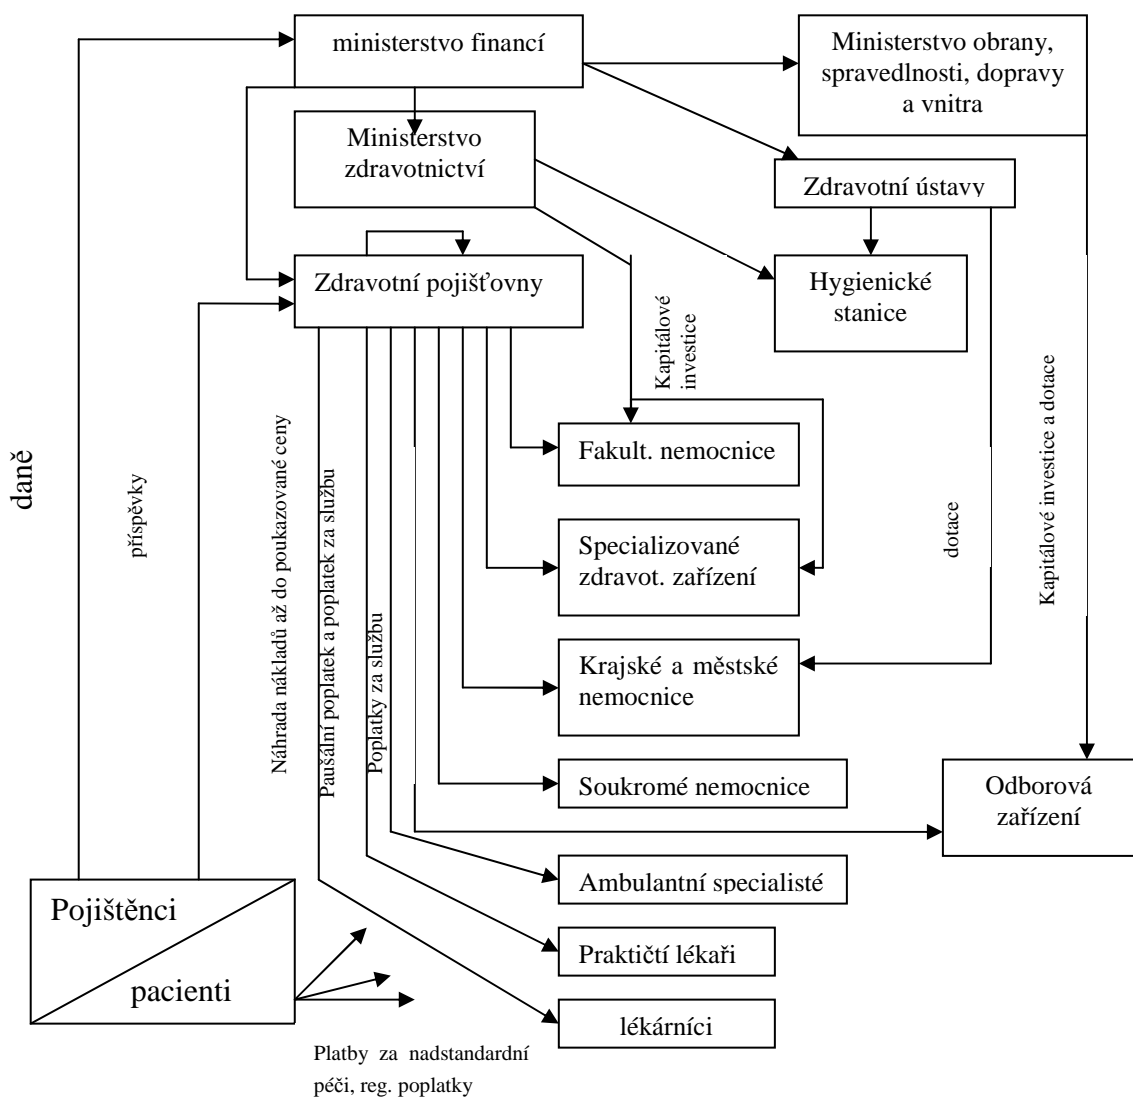 ministerstvo financí
Ministerstvo obrany,
spravedlnosti, dopravy
a vnitra
Ministerstvo
zdravotnictví
Zdravotní ústavy
Zdravotní pojišťovny
Hygienické
stanice
Kapitálové
investice
daně
příspěvky
Náhrada nákladů až do poukazované ceny
Paušální poplatek a poplatek za službu
Poplatky za službu
Fakult. nemocnice
Specializované
zdravot. zařízení
dotace
Kapitálové investice a dotace
Krajské a městské
nemocnice
Soukromé nemocnice
Odborová
zařízení
Ambulantní specialisté
Pojištěnci
pacienti
Praktičtí lékaři
lékárníci
Platby za nadstandardní
péči, reg. poplatky